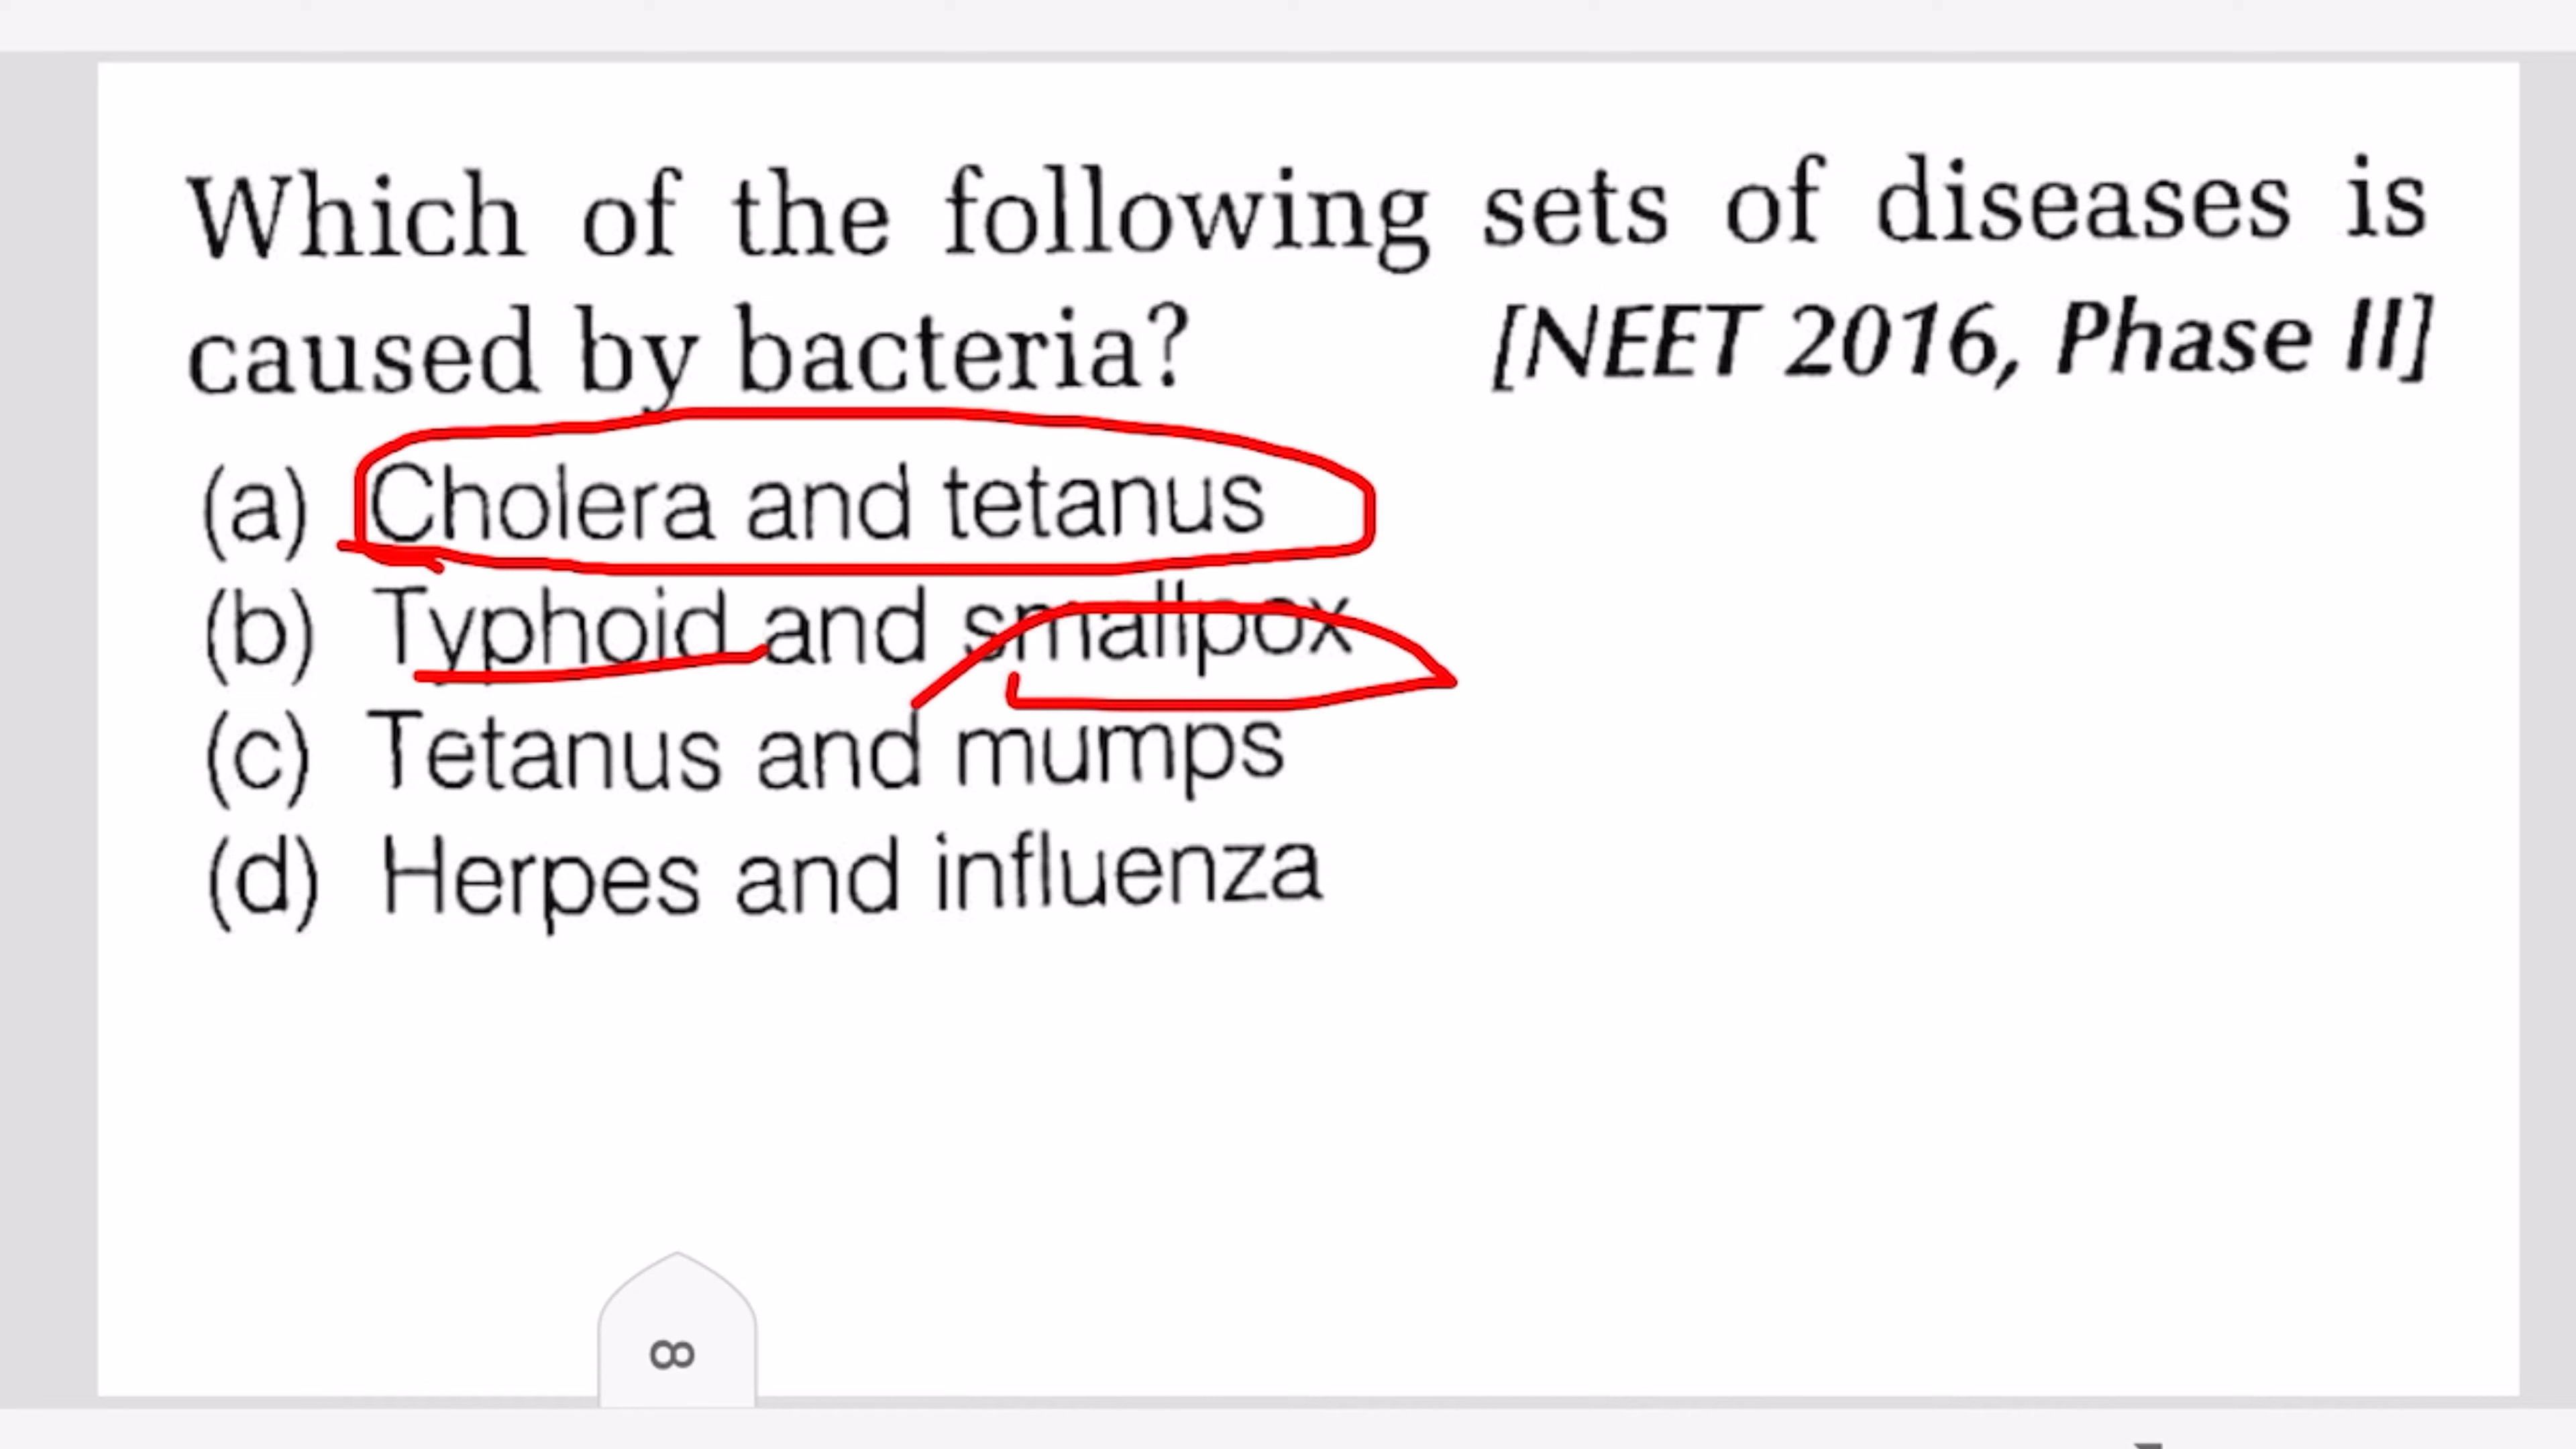 Which of the following sets of diseases is
caused by bacteria? [NEET 2016, Phase II]
(a) Cholera and tetanus
(b) Typhoid and smallpox
(c) Tetanus and mumps
(d) Herpes and influenza
8